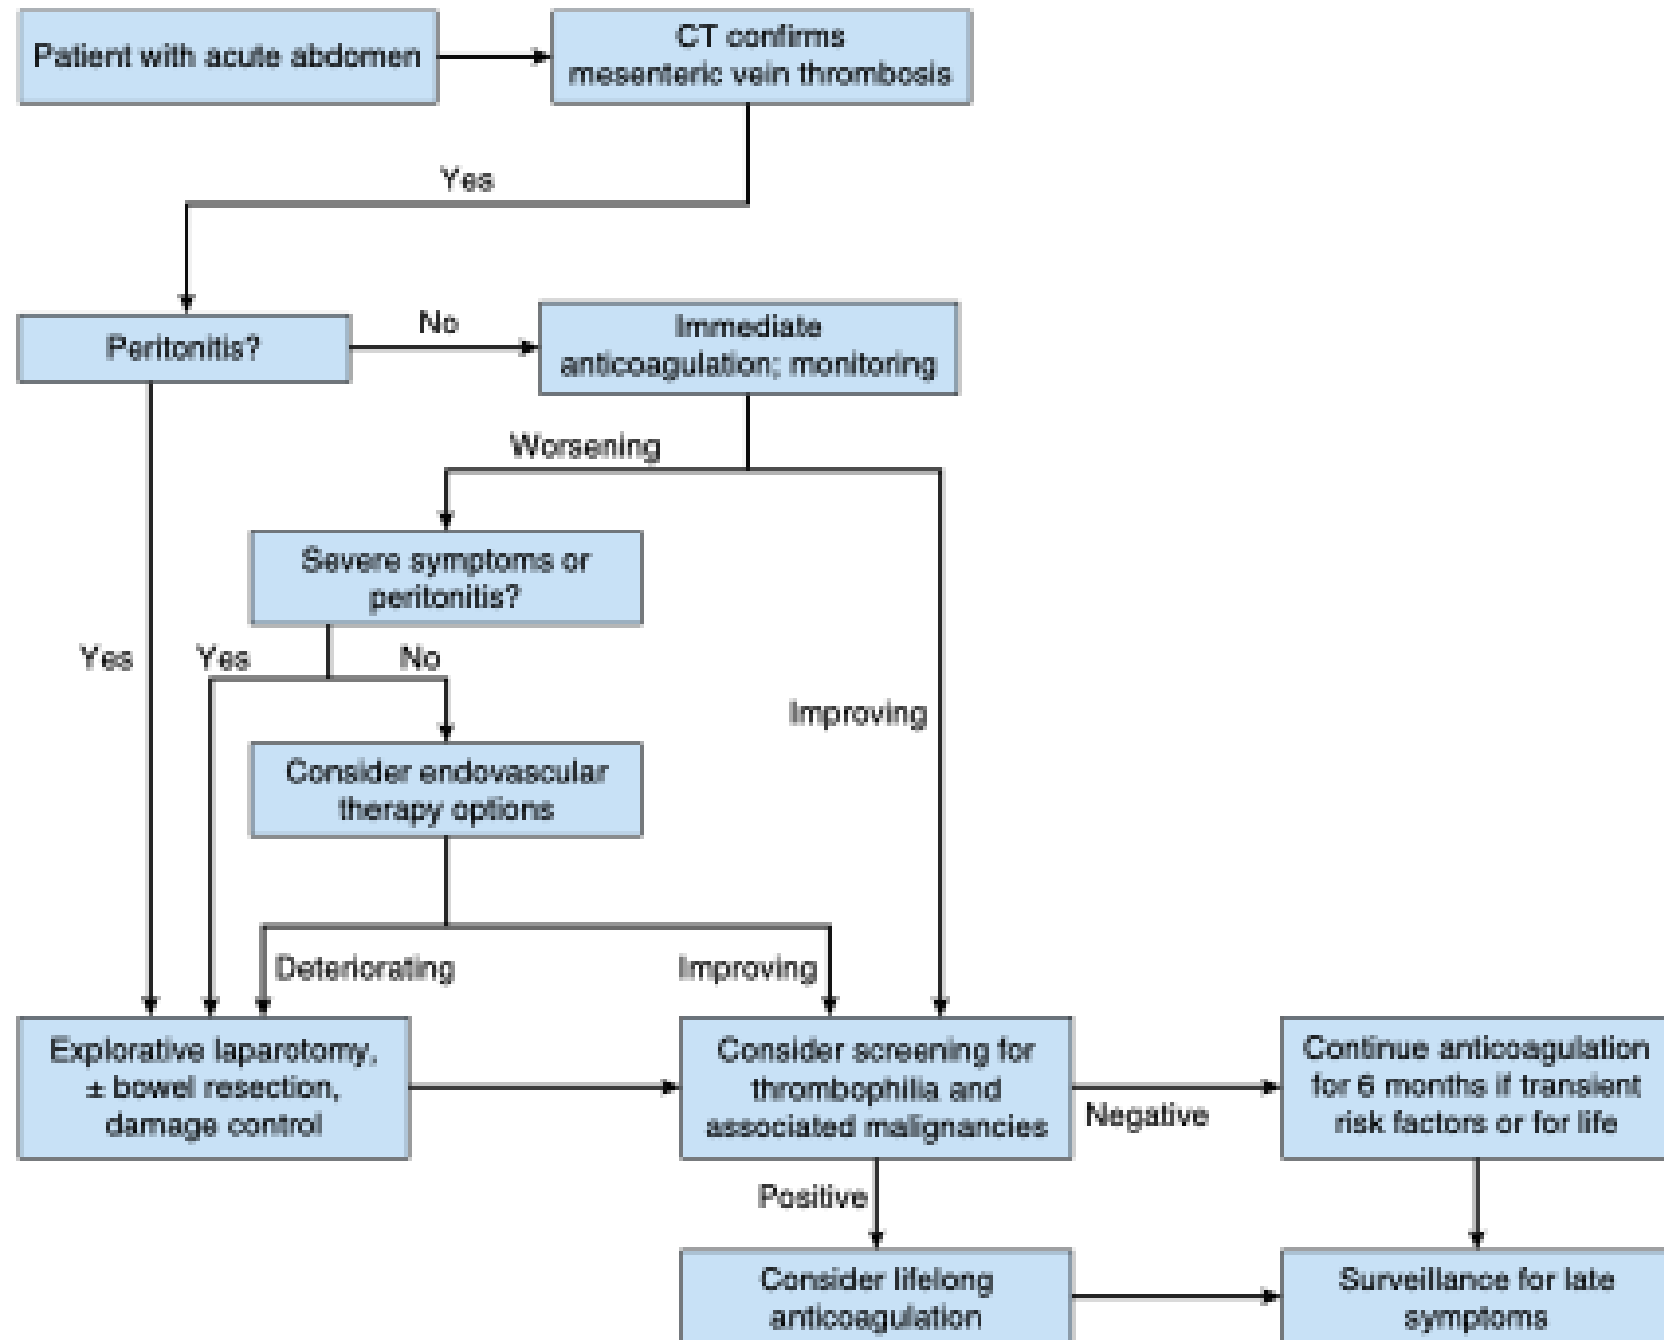 Patient with acute abdomen
CT confirms
mesenteric vein thrombosis
Yes
Peritonitis?
No
Immediate
anticoagulation; monitoring
Worsening
Severe symptoms or
peritonitis?
Yes
Yes
No
Improving
Consider endovascular
therapy options
Deteriorating
Improving
Explorative laparotomy,
± bowel resection,
damage control
Consider screening for
thrombophilia and
associated malignancies
Negative
Continue anticoagulation
for 6 months if transient
risk factors or for life
Positive
Consider lifelong
anticoagulation
Surveillance for late
symptoms